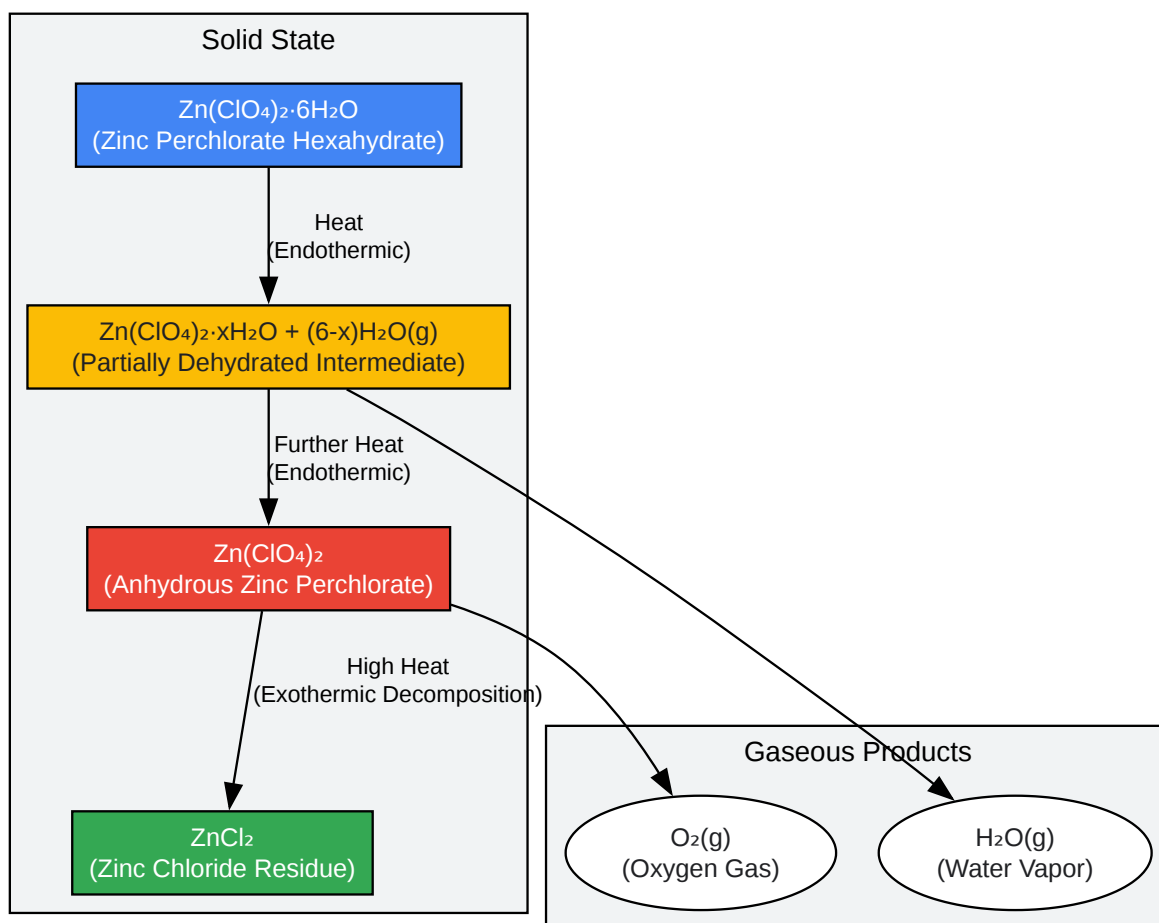 Solid State
Zn(ClO₄)₂·6H₂O
(Zinc Perchlorate Hexahydrate)
Heat
(Endothermic)
Zn(ClO₄)₂·xH₂O + (6-x)H₂O(g)
(Partially Dehydrated Intermediate)
Further Heat
(Endothermic)
Zn(ClO₄)₂
(Anhydrous Zinc Perchlorate)
High Heat
(Exothermic Decomposition)
ZnCl₂
(Zinc Chloride Residue)
Gaseous Products
O₂(g)
(Oxygen Gas)
H₂O(g)
(Water Vapor)